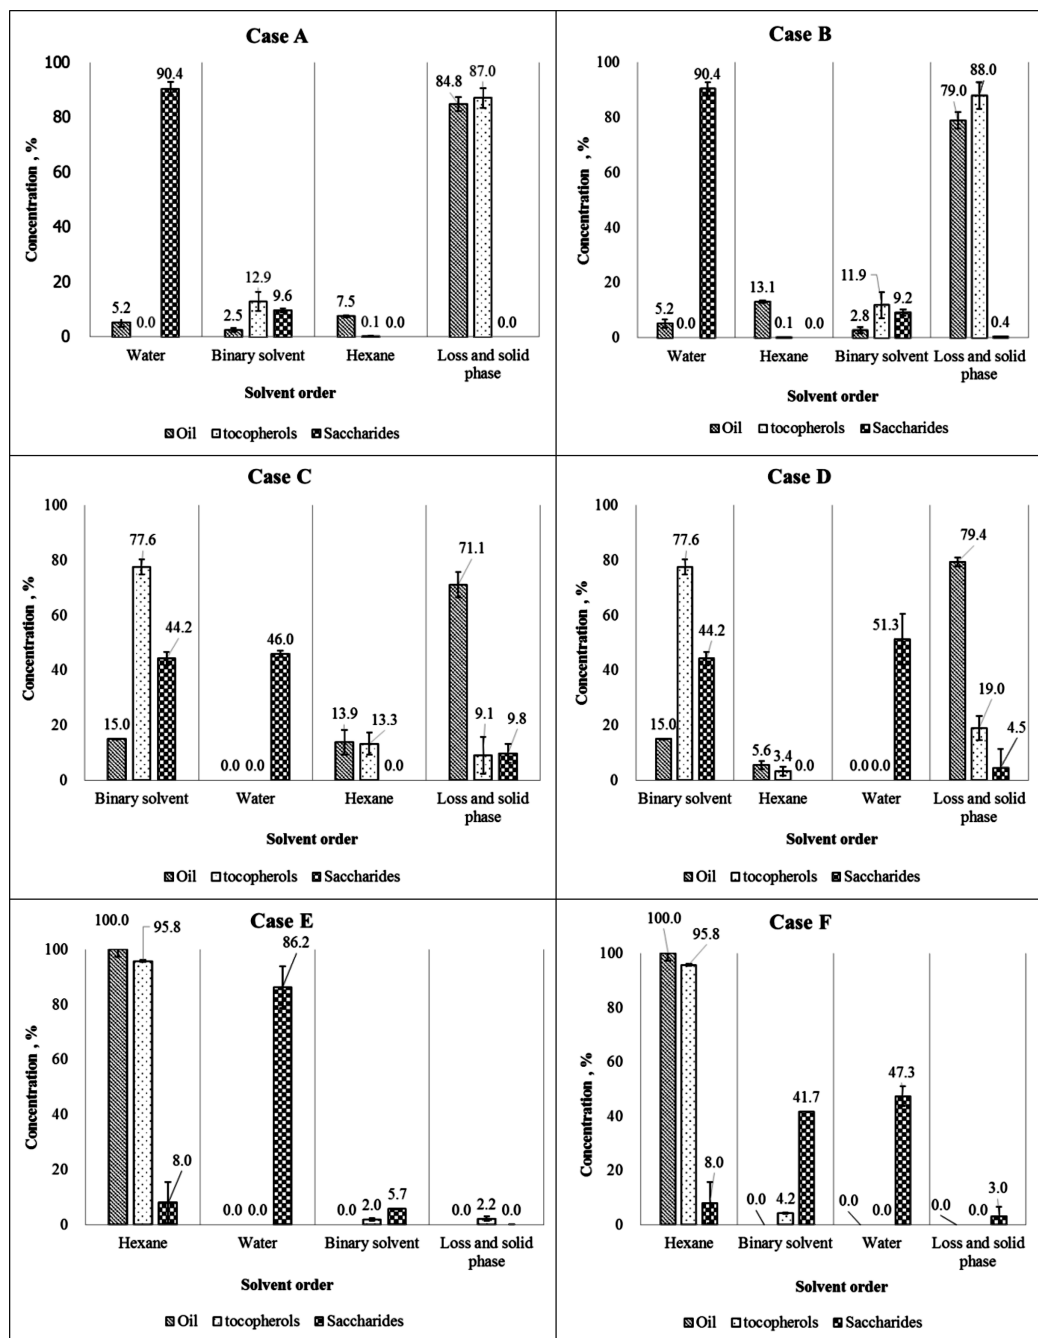 Case A
Concentration , %
100
80
60
40
20
0
5.2
0.0
90.4
2.5
12.9
9.6
7.5
0.1
0.0
84.8
87.0
0.0
Water
Binary solvent
Hexane
Loss and solid
phase
Solvent order
Oil
tocopherols
Saccharides
Case B
Concentration , %
100
80
60
40
20
0
5.2
0.0
90.4
13.1
0.1
0.0
2.8
11.9
9.2
79.0
88.0
0.4
Water
Hexane
Binary solvent
Loss and solid
phase
Solvent order
Oil
tocopherols
Saccharides
Case C
Concentration , %
100
80
60
40
20
0
15.0
77.6
44.2
0.0
0.0
46.0
13.9
13.3
0.0
71.1
9.1
9.8
Binary solvent
Water
Hexane
Loss and solid
phase
Solvent order
Oil
tocopherols
Saccharides
Case D
Concentration , %
100
80
60
40
20
0
15.0
77.6
44.2
5.6
3.4
0.0
0.0
0.0
51.3
79.4
19.0
4.5
Binary solvent
Hexane
Water
Loss and solid
phase
Solvent order
Oil
tocopherols
Saccharides
Case E
Concentration , %
100
80
60
40
20
0
100.0
95.8
8.0
0.0
0.0
86.2
0.0
2.0
5.7
0.0
2.2
0.0
Hexane
Water
Binary solvent
Loss and solid
phase
Solvent order
Oil
tocopherols
Saccharides
Case F
Concentration , %
100
80
60
40
20
0
100.0
95.8
8.0
0.0
4.2
41.7
0.0
0.0
47.3
0.0
0.0
3.0
Hexane
Binary solvent
Water
Loss and solid
phase
Solvent order
Oil
tocopherols
Saccharides